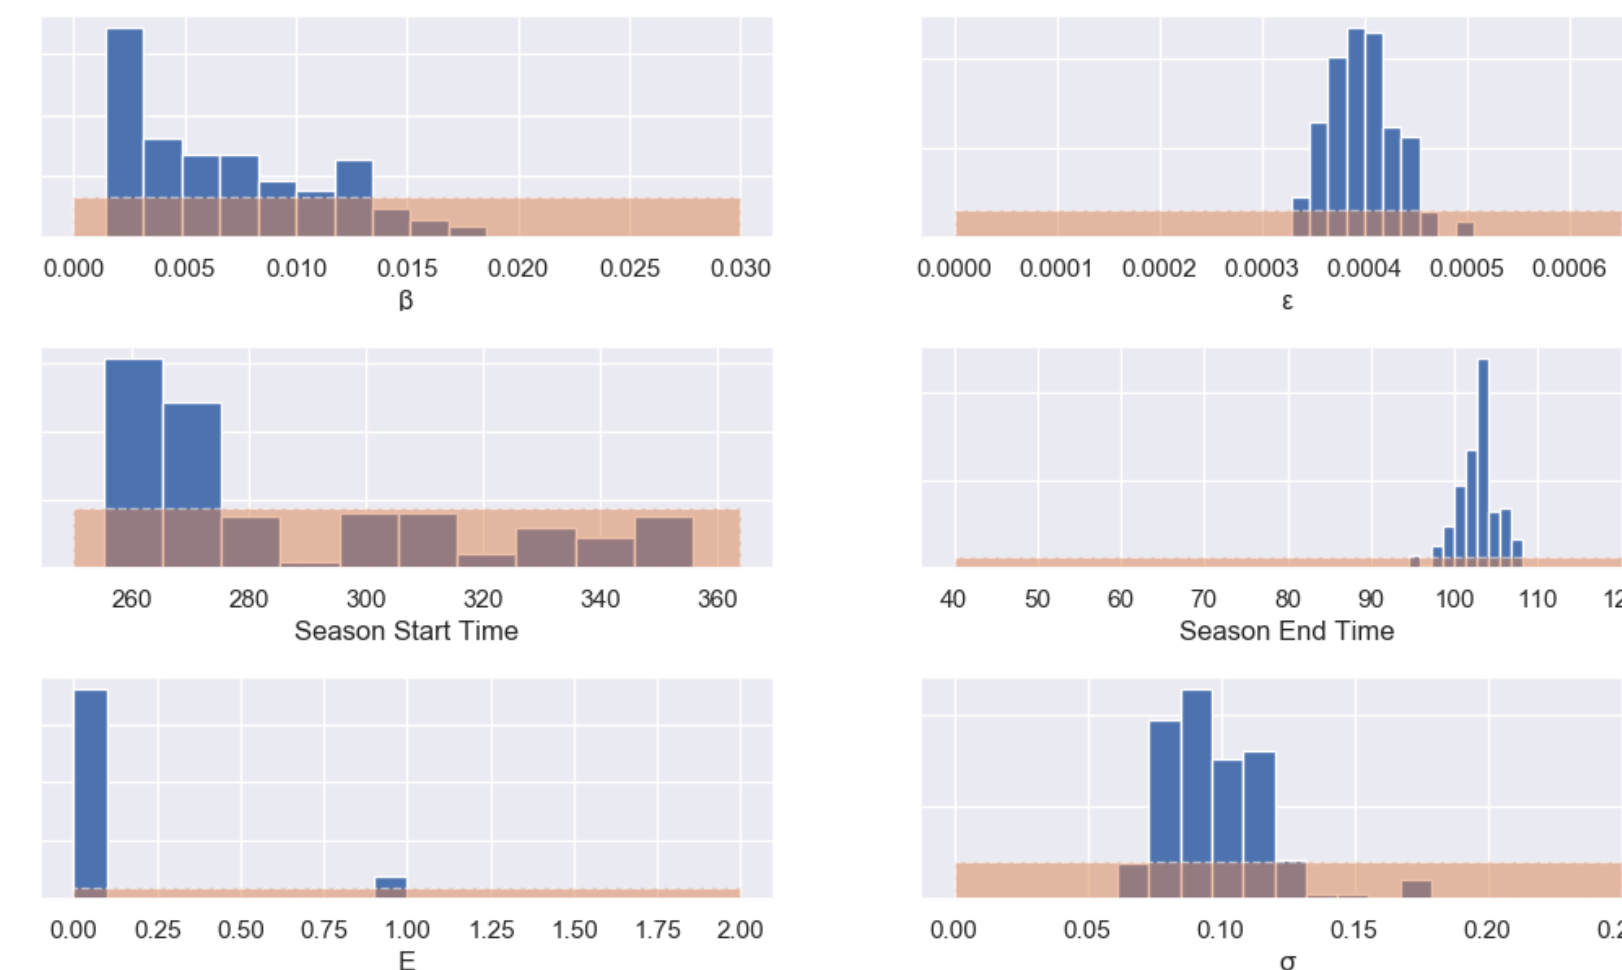 0.000 0.005 0.010 0.015 0.020 0.025 0.030
β
0.0000 0.0001 0.0002 0.0003 0.0004 0.0005 0.0006
ε
260 280 300 320 340 360
Season Start Time
40 50 60 70 80 90 100 110 12
Season End Time
0.00 0.25 0.50 0.75 1.00 1.25 1.50 1.75 2.00
E
0.00 0.05 0.10 0.15 0.20 0.2
σ